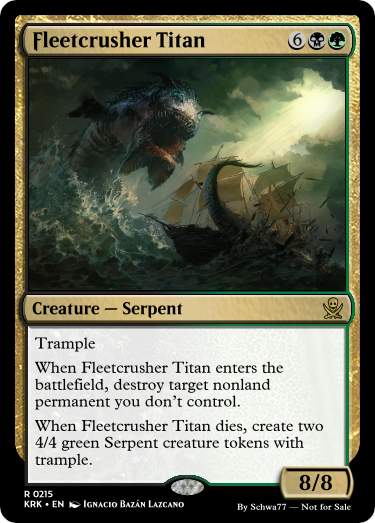 Fleetcrusher Titan 6
Creature — Serpent
Trample
When Fleetcrusher Titan enters the
battlefield, destroy target nonland
permanent you don't control.
When Fleetcrusher Titan dies, create two
4/4 green Serpent creature tokens with
trample.
8/8
R 0215
KRK • EN Ignacio Bazán Lazcano
By Schwa77 — Not for Sale